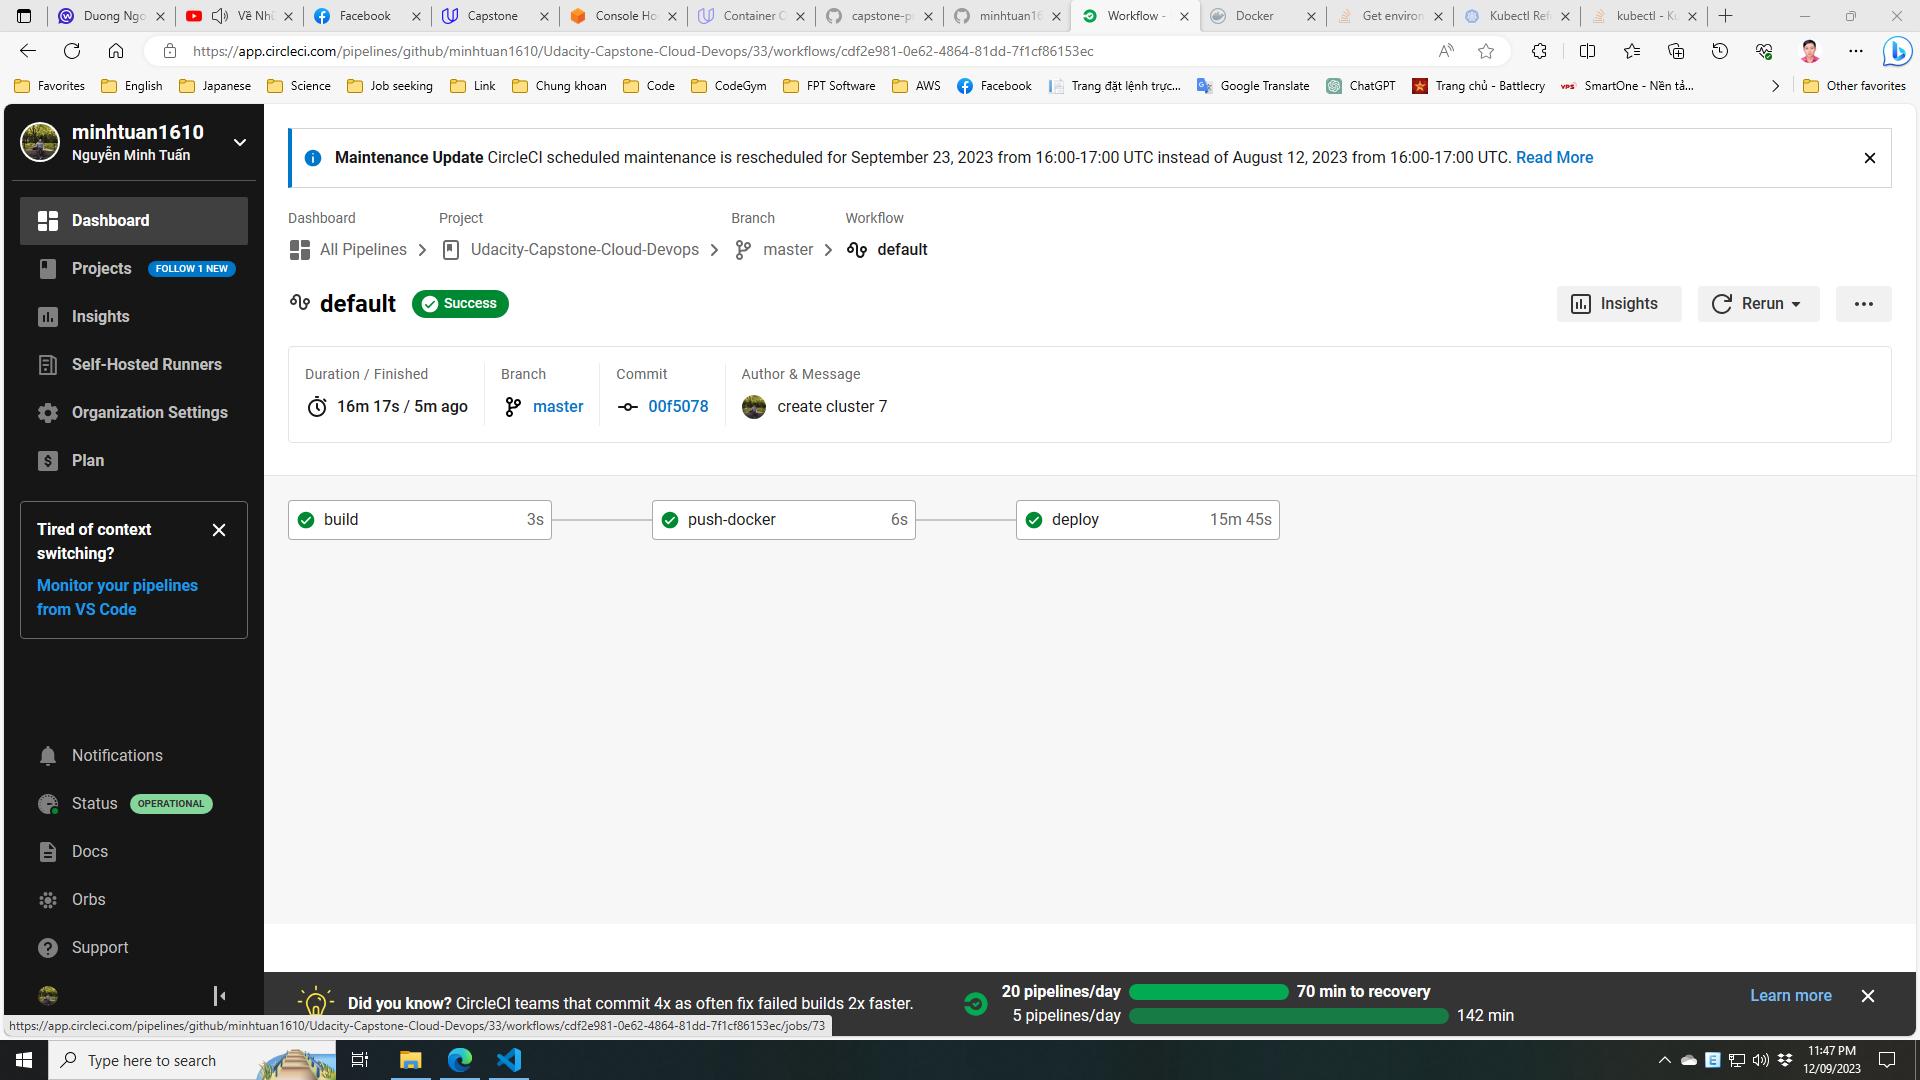 Duong Ngo
Về Nhữ
Facebook
Capstone
Console Ho
Container C
capstone-p
minhtuan16
Workflow -
Docker
Get environ
Kubectl Ref
kubectl - Ku
https://app.circleci.com/pipelines/github/minhtuan1610/Udacity-Capstone-Cloud-Devops/33/workflows/cdf2e981-0e62-4864-81dd-7f1cf86153ec
Favorites
English
Japanese
Science
Job seeking
Link
Chung khoan
Code
CodeGym
FPT Software
AWS
Facebook
Trang đặt lệnh trực...
Google Translate
ChatGPT
Trang chủ - Battlecry
VPS SmartOne - Nền tả...
Other favorites
minhtuan1610
Nguyễn Minh Tuấn
Dashboard
Projects FOLLOW 1 NEW
Insights
Self-Hosted Runners
Organization Settings
Plan
Tired of context
switching?
Monitor your pipelines
from VS Code
Notifications
Status OPERATIONAL
Docs
Orbs
Support
Maintenance Update CircleCI scheduled maintenance is rescheduled for September 23, 2023 from 16:00-17:00 UTC instead of August 12, 2023 from 16:00-17:00 UTC. Read More
Dashboard Project Branch Workflow
All Pipelines Udacity-Capstone-Cloud-Devops master default
default Success
Insights Rerun
Duration / Finished Branch Commit Author & Message
16m 17s / 5m ago master 00f5078 create cluster 7
build 3s push-docker 6s deploy 15m 45s
Did you know? CircleCI teams that commit 4x as often fix failed builds 2x faster.
20 pipelines/day 70 min to recovery
5 pipelines/day 142 min
Learn more
https://app.circleci.com/pipelines/github/minhtuan1610/Udacity-Capstone-Cloud-Devops/33/workflows/cdf2e981-0e62-4864-81dd-7f1cf86153ec/jobs/73
Type here to search
11:47 PM
12/09/2023